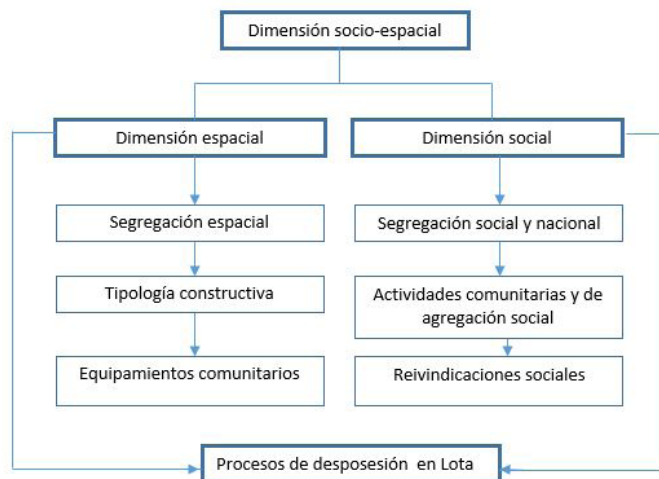 Dimensión socio-espacial
Dimensión espacial
Dimensión social
Segregación espacial
Segregación social y nacional
Tipología constructiva
Actividades comunitarias y de
agregación social
Equipamientos comunitarios
Reivindicaciones sociales
Procesos de desposesión en Lota